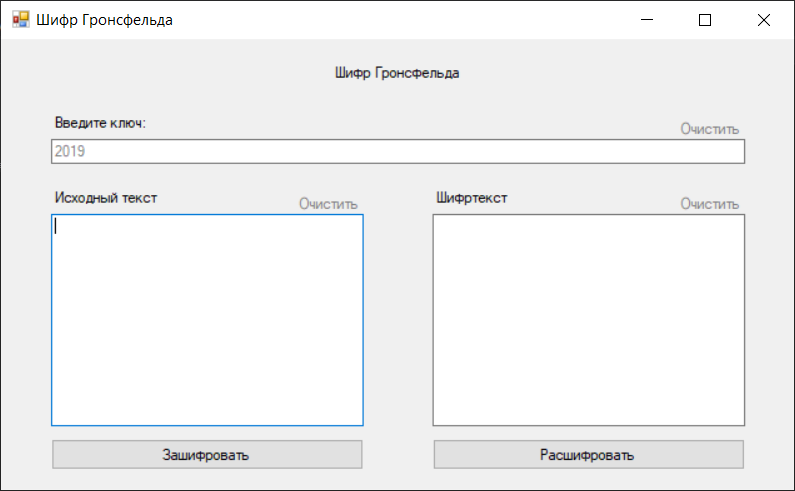 Шифр Гронсфельда
Шифр Гронсфельда
Введите ключ:
Очистить
2019
Исходный текст
Очистить
Шифртекст
Очистить
Зашифровать
Расшифровать